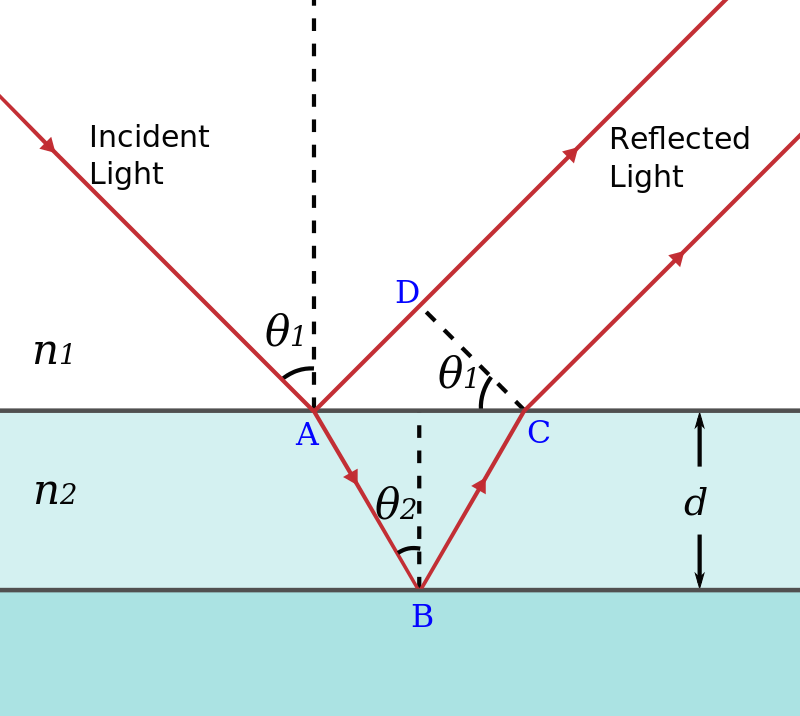 Incident
Light
Reflected
Light
D
θ1
θ1
n1
A
C
n2
θ2
d
B